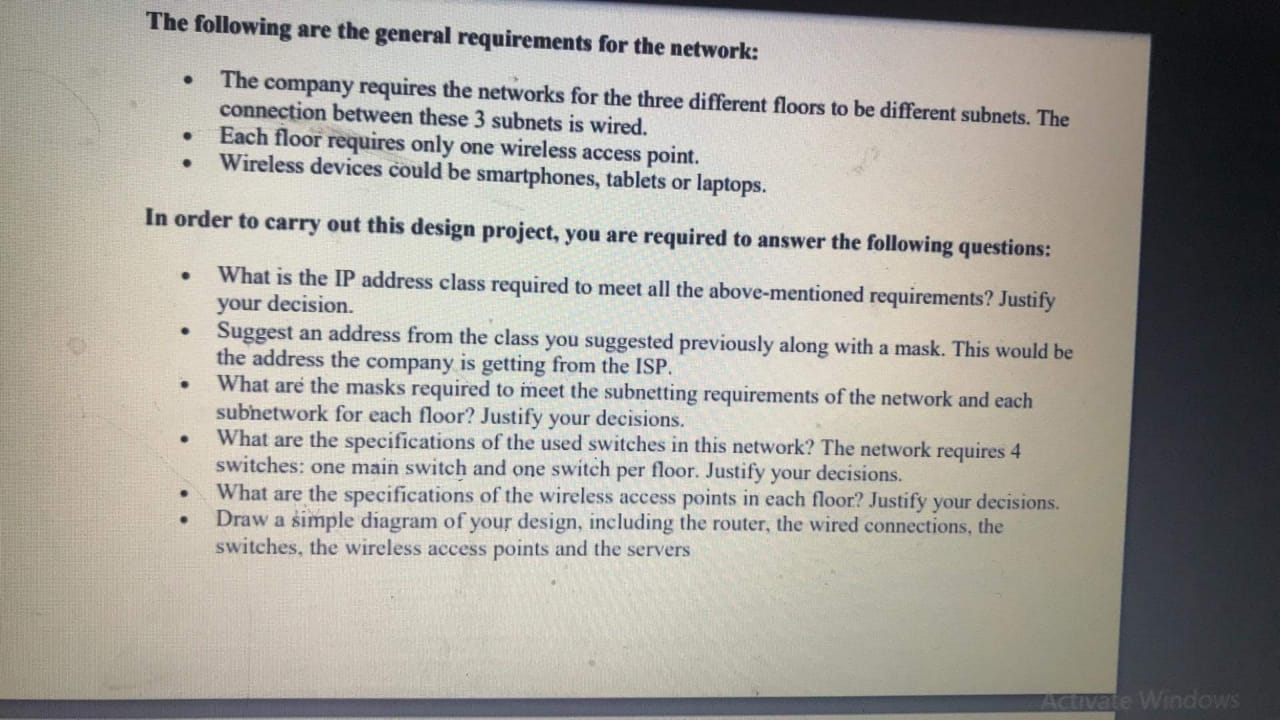 The following are the general requirements for the network:
• The company requires the networks for the three different floors to be different subnets. The
connection between these 3 subnets is wired.
• Each floor requires only one wireless access point.
• Wireless devices could be smartphones, tablets or laptops.
In order to carry out this design project, you are required to answer the following questions:
• What is the IP address class required to meet all the above-mentioned requirements? Justify
your decision.
• Suggest an address from the class you suggested previously along with a mask. This would be
the address the company is getting from the ISP.
• What are the masks required to meet the subnetting requirements of the network and each
subnetwork for each floor? Justify your decisions.
• What are the specifications of the used switches in this network? The network requires 4
switches: one main switch and one switch per floor. Justify your decisions.
• What are the specifications of the wireless access points in each floor? Justify your decisions.
• Draw a simple diagram of your design, including the router, the wired connections, the
switches, the wireless access points and the servers
Activate Windows